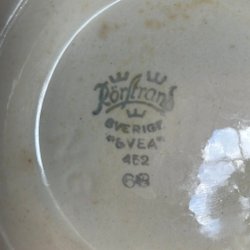 Rörstrand
SVERIGE
"SVEA"
452
68